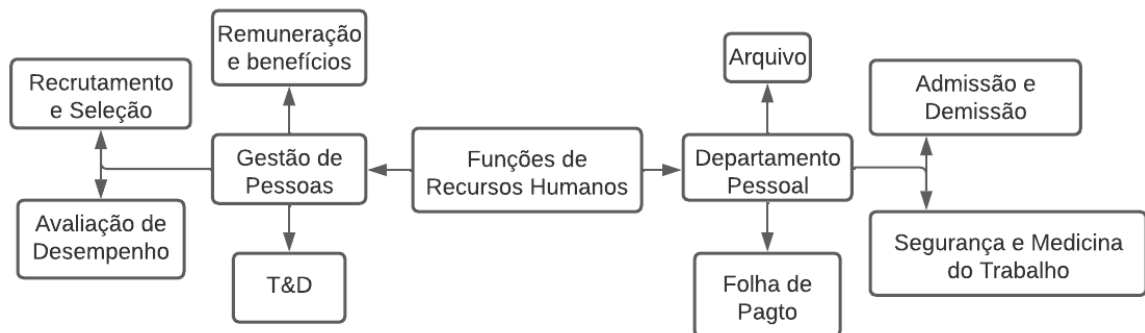 Remuneração
e benefícios
Recrutamento
e Seleção
Gestão de
Pessoas
Avaliação de
Desempenho
T&D
Funções de
Recursos Humanos
Arquivo
Admissão e
Demissão
Departamento
Pessoal
Segurança e Medicina
do Trabalho
Folha de
Pagto